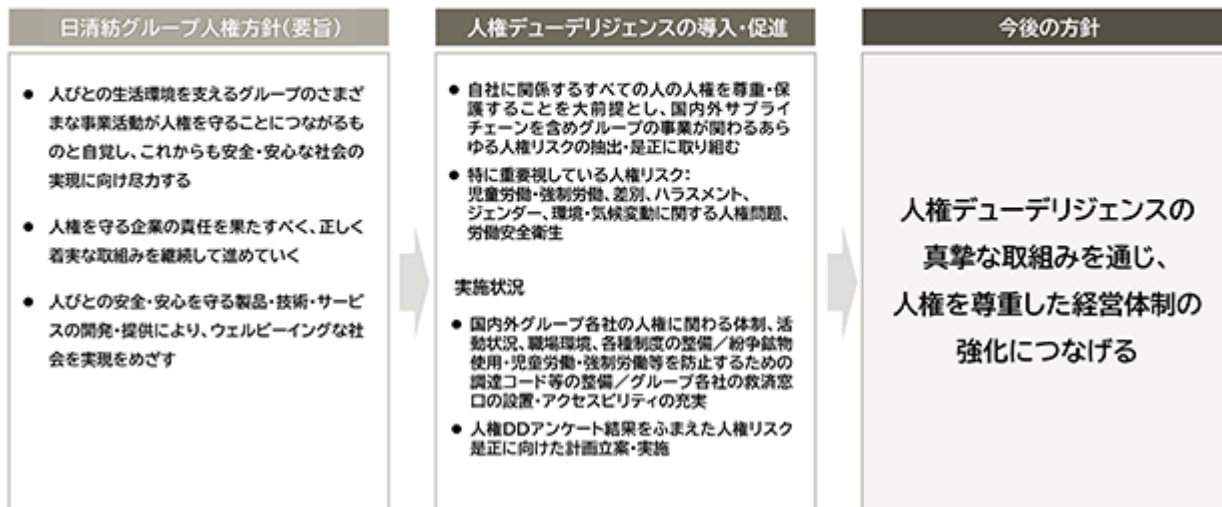 日清紡グループ人権方針(要旨)
● 人びとの生活環境を支えるグループのさまざ
まな事業活動が人権を守ることにつながるも
のと自覚し、これからも安全・安心な社会の
実現に向け尽力する
● 人権を守る企業の責任を果たすべく、正しく
着実な取組みを継続して進めていく
● 人びとの安全・安心を守る製品・技術・サービ
スの開発・提供により、ウェルビーイングな社
会を実現をめざす
人権デューデリジェンスの導入・促進
● 自社に関係するすべての人の人権を尊重・保
護することを大前提とし、国内外サプライ
チェーンを含めグループの事業が関わるあら
ゆる人権リスクの抽出・是正に取り組む
● 特に重要視している人権リスク:
児童労働・強制労働、差別、ハラスメント、
ジェンダー、環境・気候変動に関する人権問題、
労働安全衛生
実施状況
● 国内外グループ各社の人権に関わる体制、活
動状況、職場環境、各種制度の整備/紛争鉱物
使用・児童労働・強制労働等を防止するための
調達コード等の整備/グループ各社の救済窓
口の設置・アクセスビリティの充実
● 人権DDアンケート結果をふまえた人権リスク
是正に向けた計画立案・実施
今後の方針
人権デューデリジェンスの
真摯な取組みを通じ、
人権を尊重した経営体制の
強化につなげる